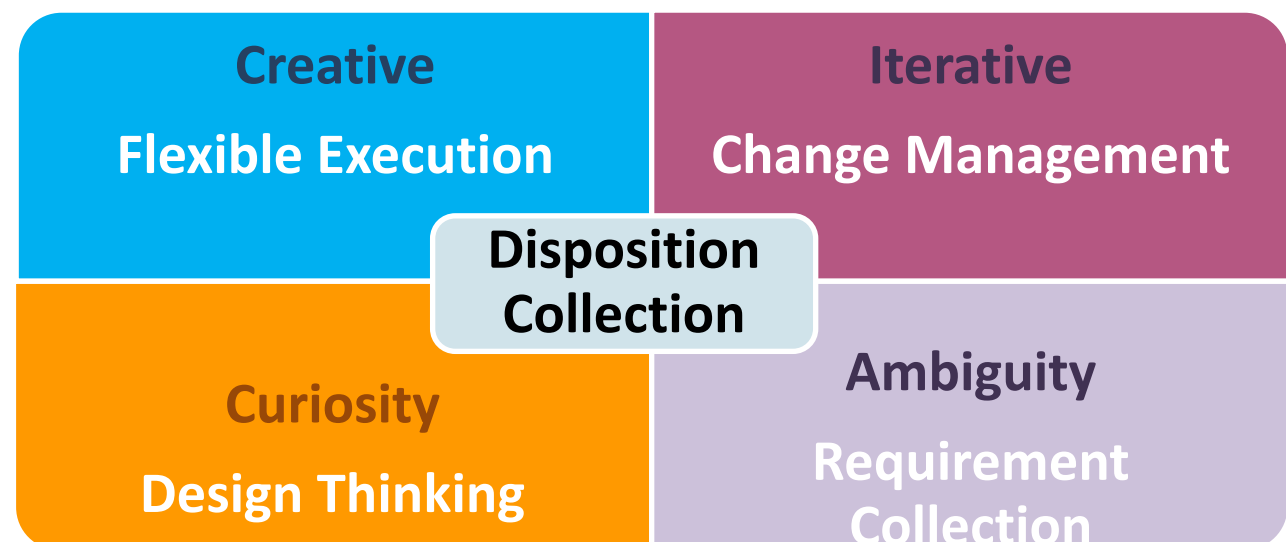 Creative
Flexible Execution
Iterative
Change Management
Disposition
Collection
Curiosity
Design Thinking
Ambiguity
Requirement
Collection